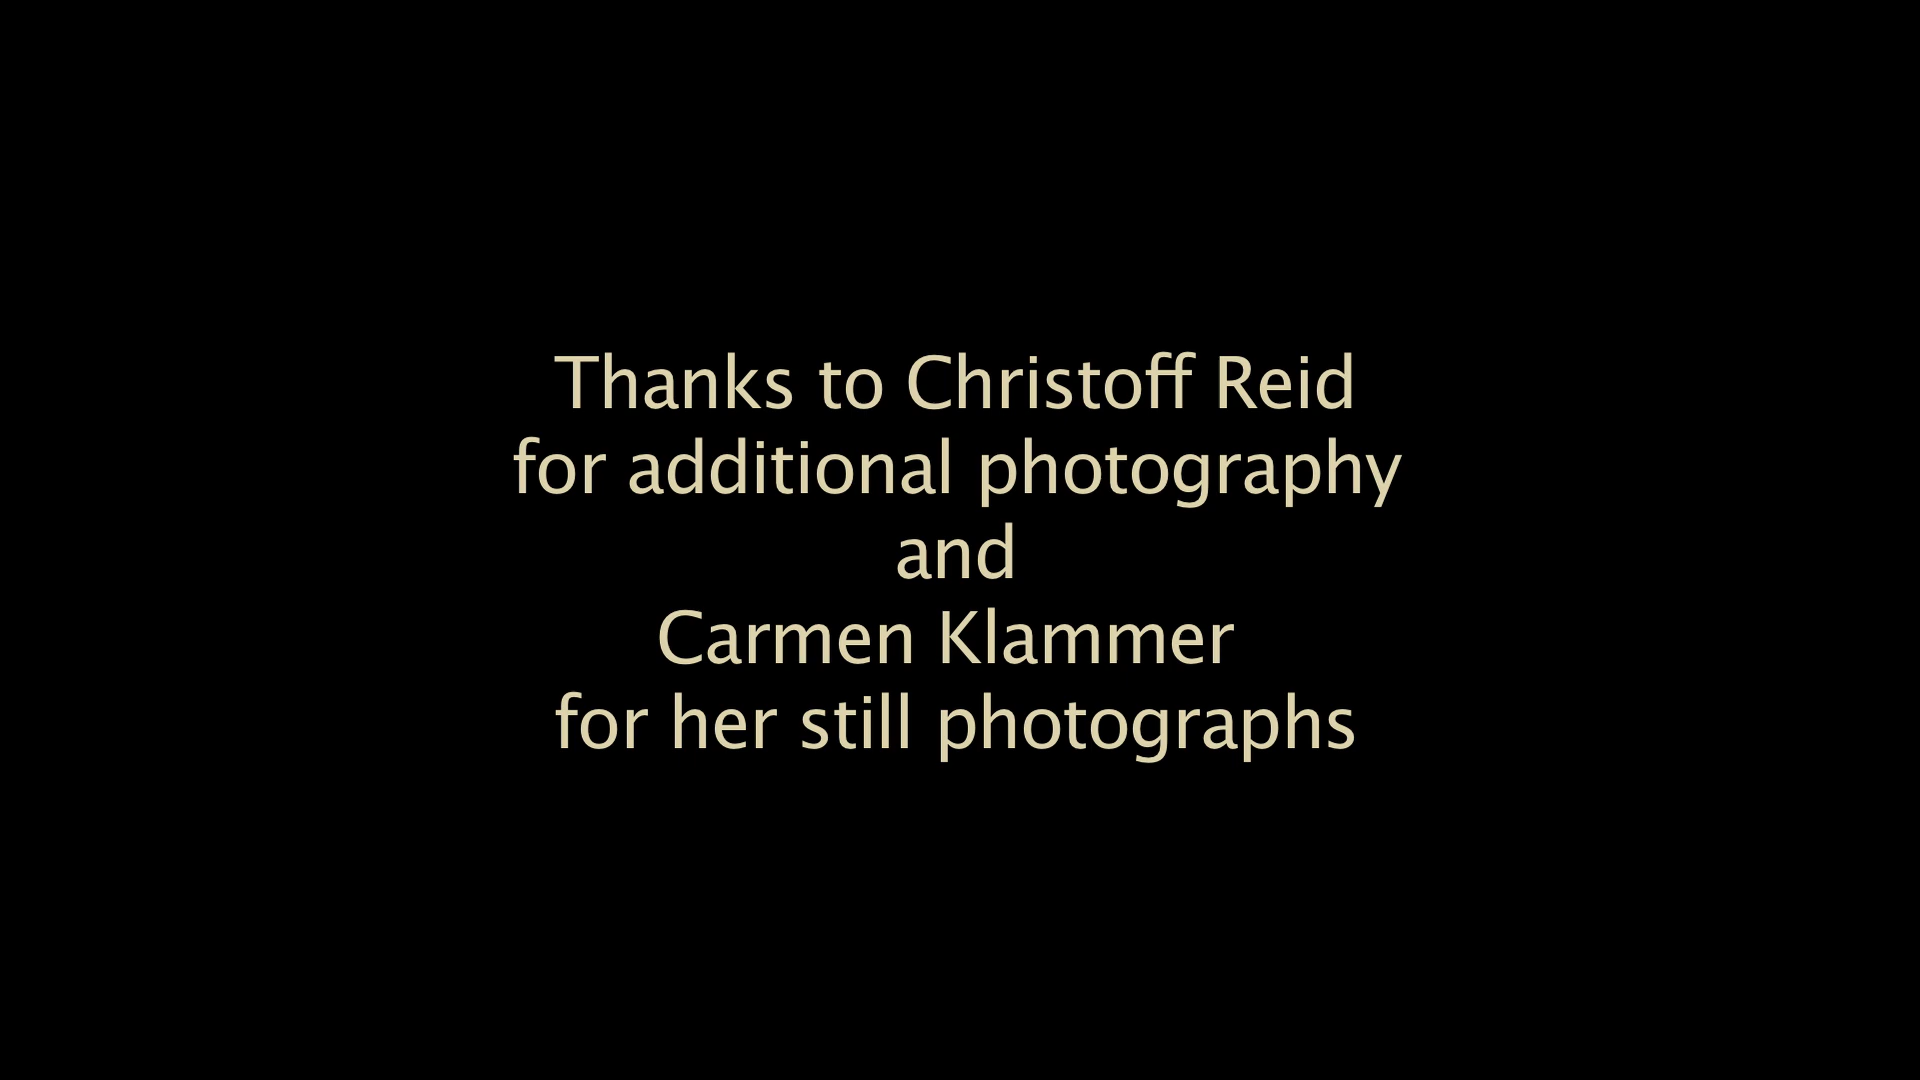 Thanks to Christoff Reid
for additional photography
and
Carmen Klammer
for her still photographs